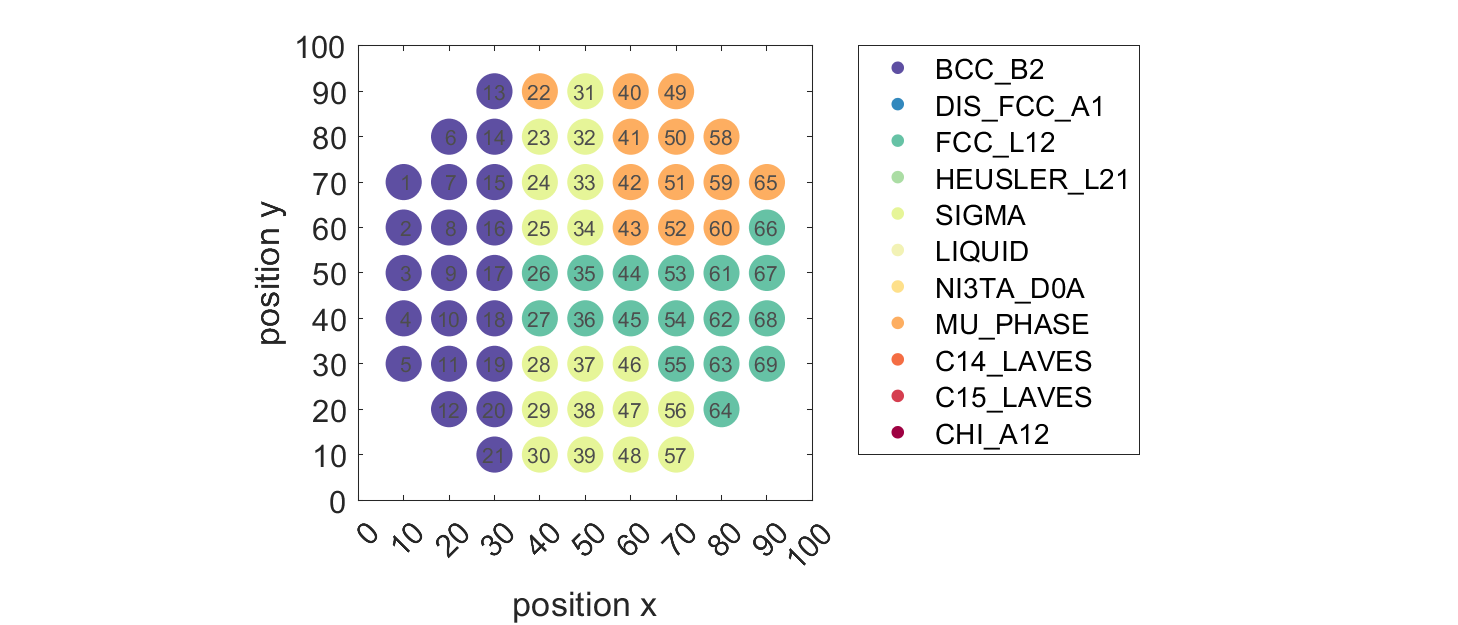 100
90
80
70
60
50
40
30
20
10
0
position y
13 22 31 40 49
6 14 23 32 41 50 58
1 7 15 24 33 42 51 59 65
2 8 16 25 34 43 52 60 66
3 9 17 26 35 44 53 61 67
4 10 18 27 36 45 54 62 68
5 11 19 28 37 46 55 63 69
12 20 29 38 47 56 64
21 30 39 48 57
0 10 20 30 40 50 60 70 80 90 100
position x
BCC_B2
DIS_FCC_A1
FCC_L12
HEUSLER_L21
SIGMA
LIQUID
NI3TA_D0A
MU_PHASE
C14_LAVES
C15_LAVES
CHI_A12